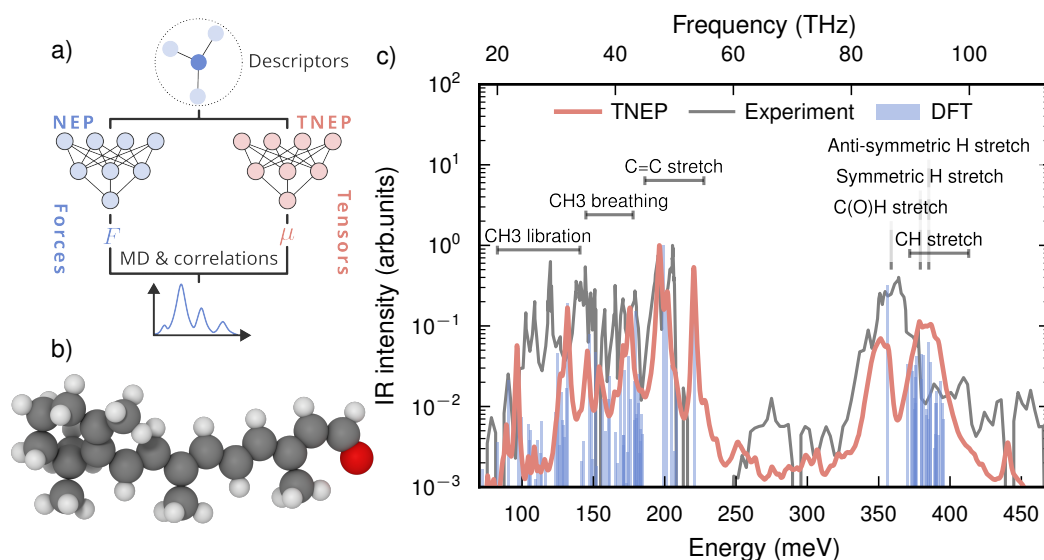 a)
Descriptors
NEP
TNEP
Forces
Tensors
F
μ
MD & correlations
b)
c)
Frequency (THz)
20
40
60
80
100
IR intensity (arb.units)
10⁰
10²
10¹
10⁰
10⁻¹
10⁻²
10⁻³
TNEP
Experiment
DFT
Anti-symmetric H stretch
C=C stretch
Symmetric H stretch
CH3 breathing
C(O)H stretch
CH3 libration
CH stretch
100
150
200
250
300
350
400
450
Energy (meV)